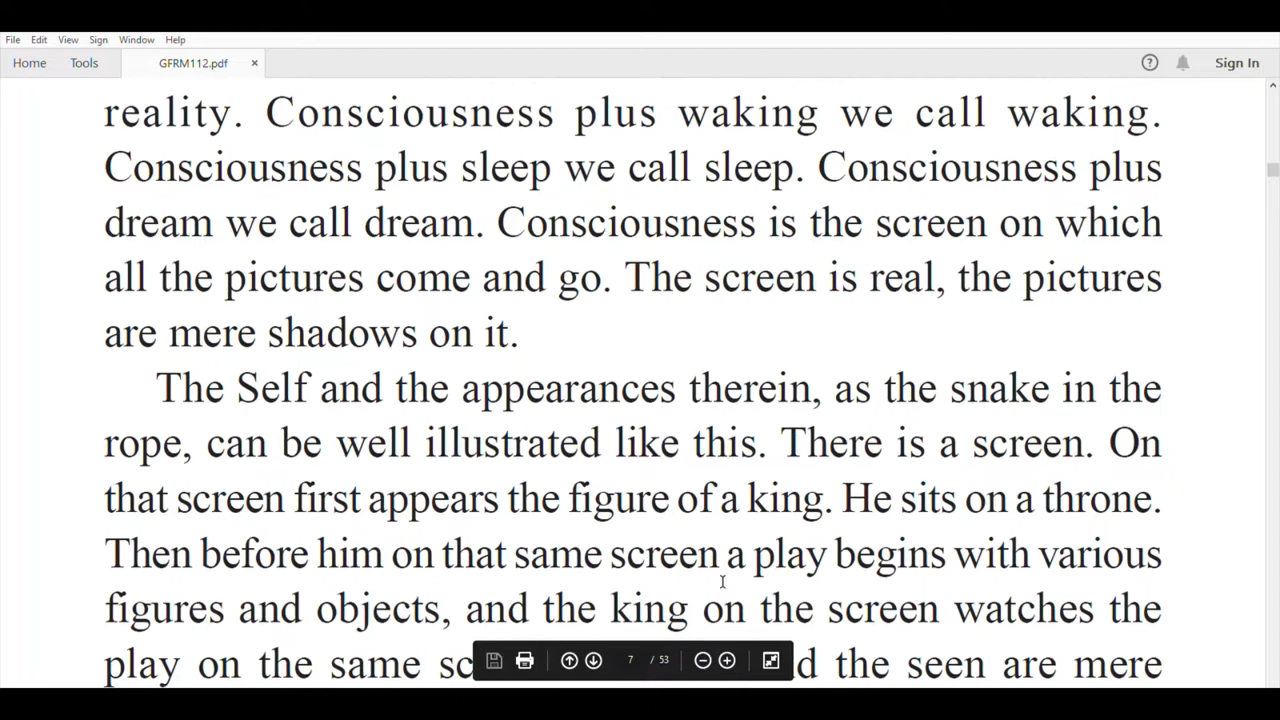 File Edit View Sign Window Help
Home Tools GFRM112.pdf × ? Sign In
reality. Consciousness plus waking we call waking.
Consciousness plus sleep we call sleep. Consciousness plus
dream we call dream. Consciousness is the screen on which
all the pictures come and go. The screen is real, the pictures
are mere shadows on it.
The Self and the appearances therein, as the snake in the
rope, can be well illustrated like this. There is a screen. On
that screen first appears the figure of a king. He sits on a throne.
Then before him on that same screen a play begins with various
figures and objects, and the king on the screen watches the
play on the same sc d the seen are mere
7 / 53